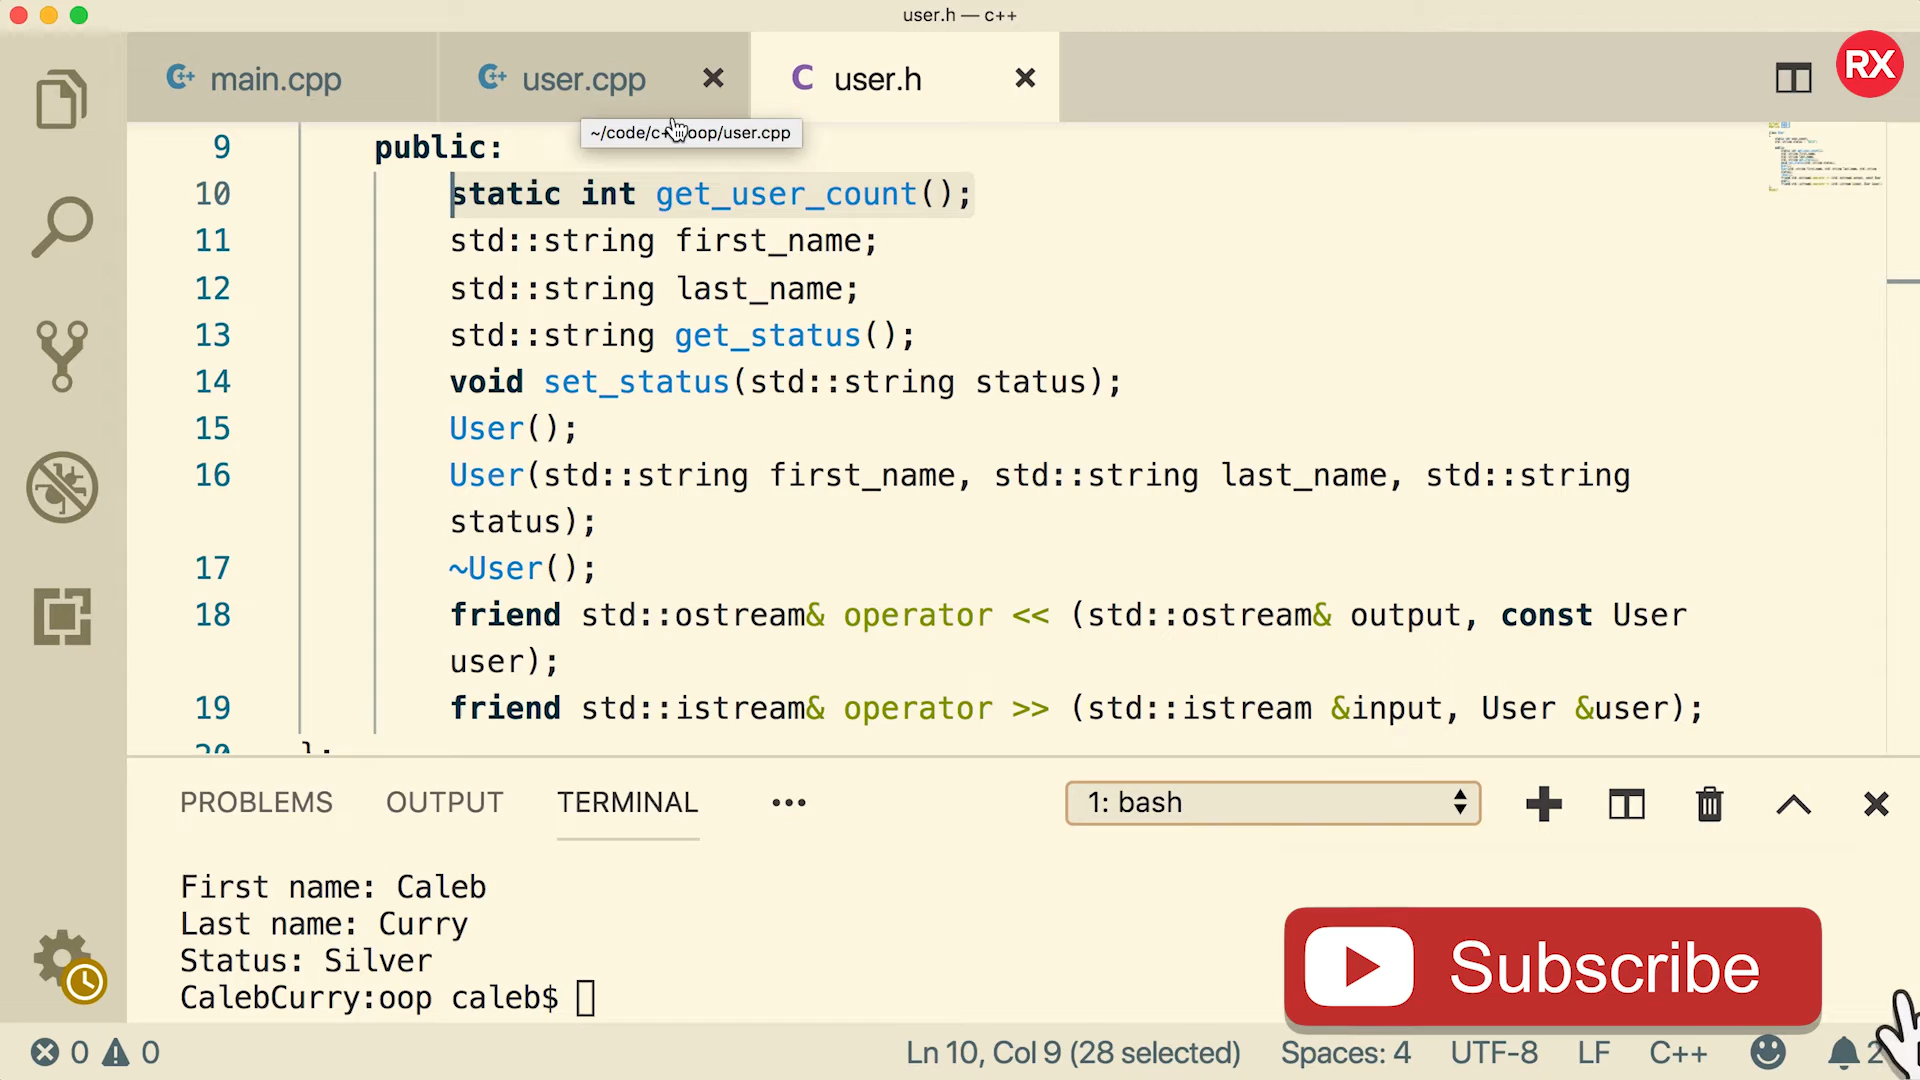 user.h — c++
main.cpp
user.cpp
user.h
RX
~/code/c+ oop/user.cpp
9 public:
10 static int get_user_count();
11 std::string first_name;
12 std::string last_name;
13 std::string get_status();
14 void set_status(std::string status);
15 User();
16 User(std::string first_name, std::string last_name, std::string
status);
17 ~User();
18 friend std::ostream& operator << (std::ostream& output, const User
user);
19 friend std::istream& operator >> (std::istream &input, User &user);
20 };
PROBLEMS OUTPUT TERMINAL ••• 1: bash
First name: Caleb
Last name: Curry
Status: Silver
CalebCurry:oop caleb$
Subscribe
0 0 Ln 10, Col 9 (28 selected) Spaces: 4 UTF-8 LF C++ 2